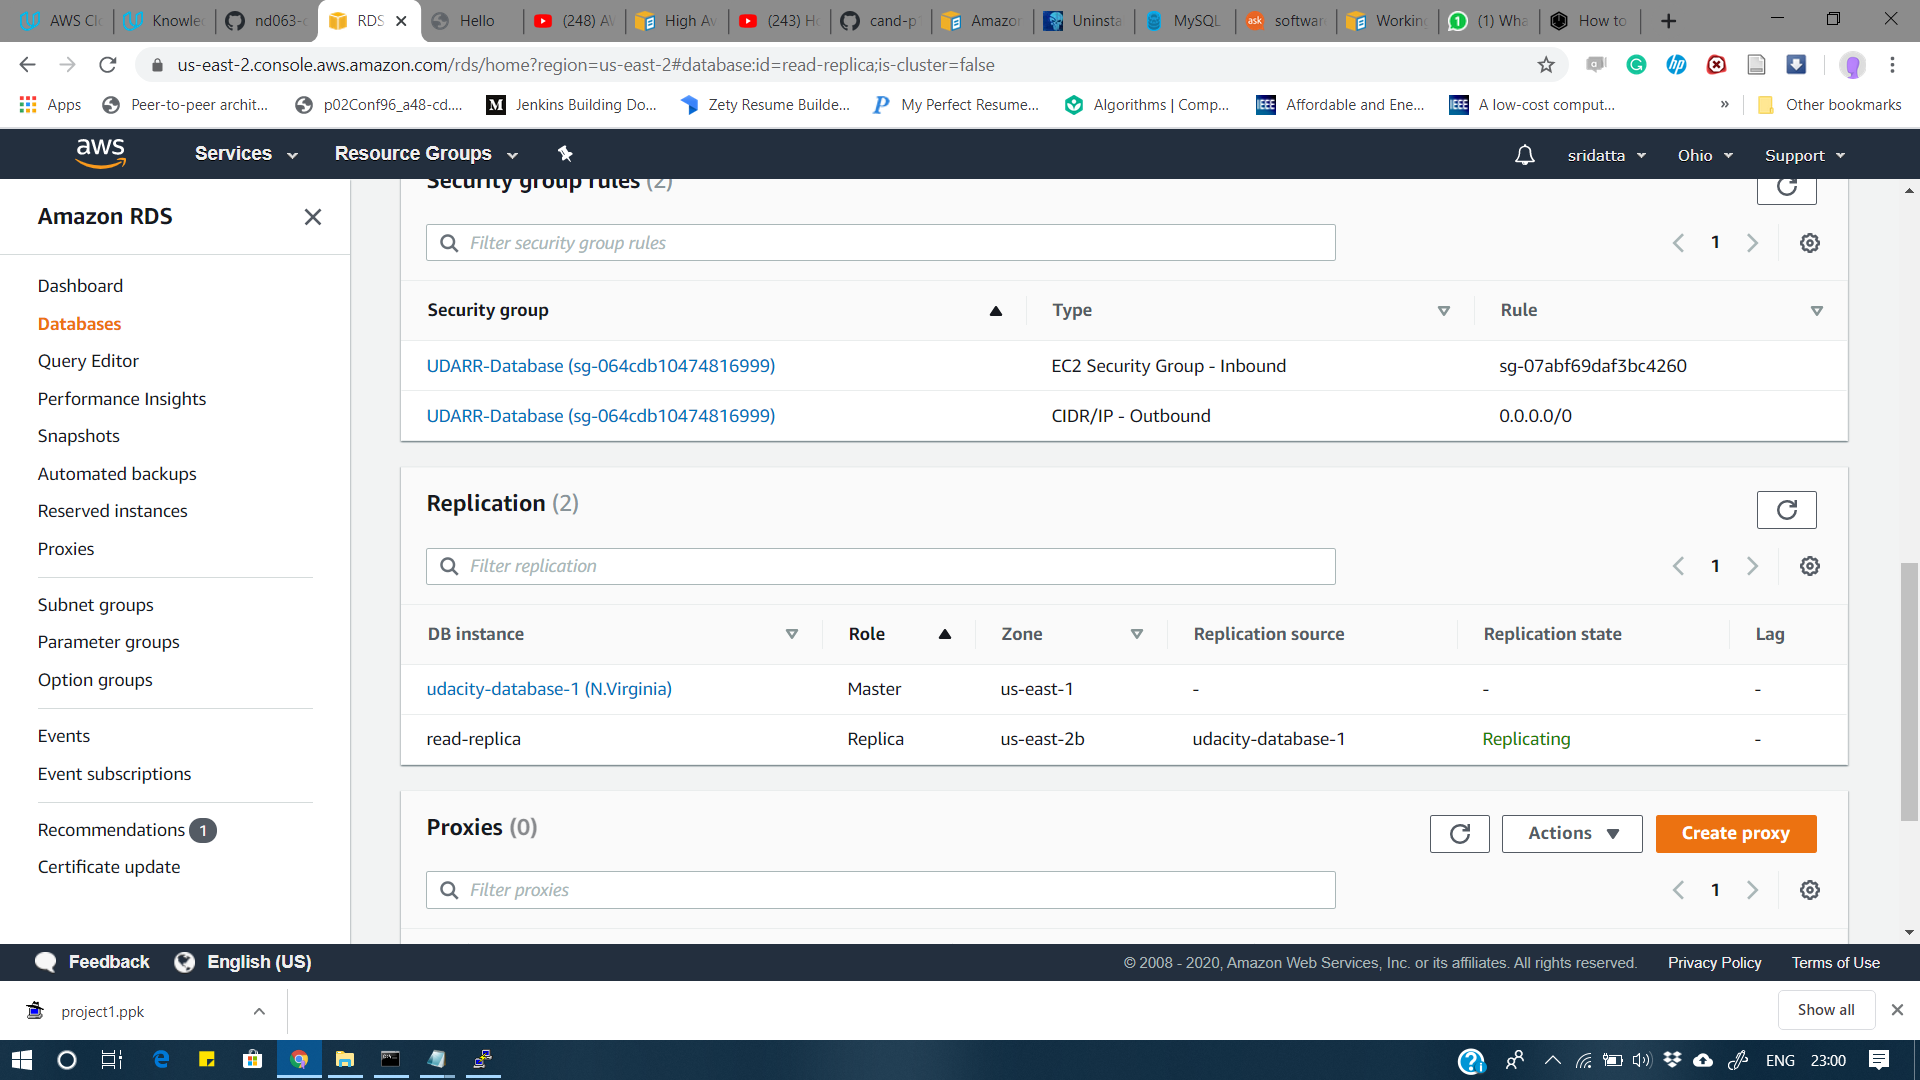 AWS Cl
Knowle
nd063-c
RDS
Hello
(248) A
High Av
(243) H
cand-p
Amazon
Uninsta
MySQL
softwar
Working
(1) Wha
How to
us-east-2.console.aws.amazon.com/rds/home?region=us-east-2#database:id=read-replica;is-cluster=false
Apps
Peer-to-peer archit...
p02Conf96_a48-cd....
Jenkins Building Do...
Zety Resume Builde...
My Perfect Resume...
Algorithms | Comp...
IEEE
Affordable and Ene...
IEEE
A low-cost comput...
»
Other bookmarks
aws
Services
Resource Groups
sridatta
Ohio
Support
Amazon RDS
Dashboard
Databases
Query Editor
Performance Insights
Snapshots
Automated backups
Reserved instances
Proxies
Subnet groups
Parameter groups
Option groups
Events
Event subscriptions
Recommendations 1
Certificate update
Security group rules (2)
Filter security group rules
1
Security group Type Rule
UDARR-Database (sg-064cdb10474816999) EC2 Security Group - Inbound sg-07abf69daf3bc4260
UDARR-Database (sg-064cdb10474816999) CIDR/IP - Outbound 0.0.0.0/0
Replication (2)
Filter replication
1
DB instance Role Zone Replication source Replication state Lag
udacity-database-1 (N.Virginia) Master us-east-1 - - -
read-replica Replica us-east-2b udacity-database-1 Replicating -
Proxies (0)
Actions
Create proxy
Filter proxies
1
Feedback
English (US)
© 2008 - 2020, Amazon Web Services, Inc. or its affiliates. All rights reserved.
Privacy Policy
Terms of Use
project1.ppk
Show all
ENG
23:00